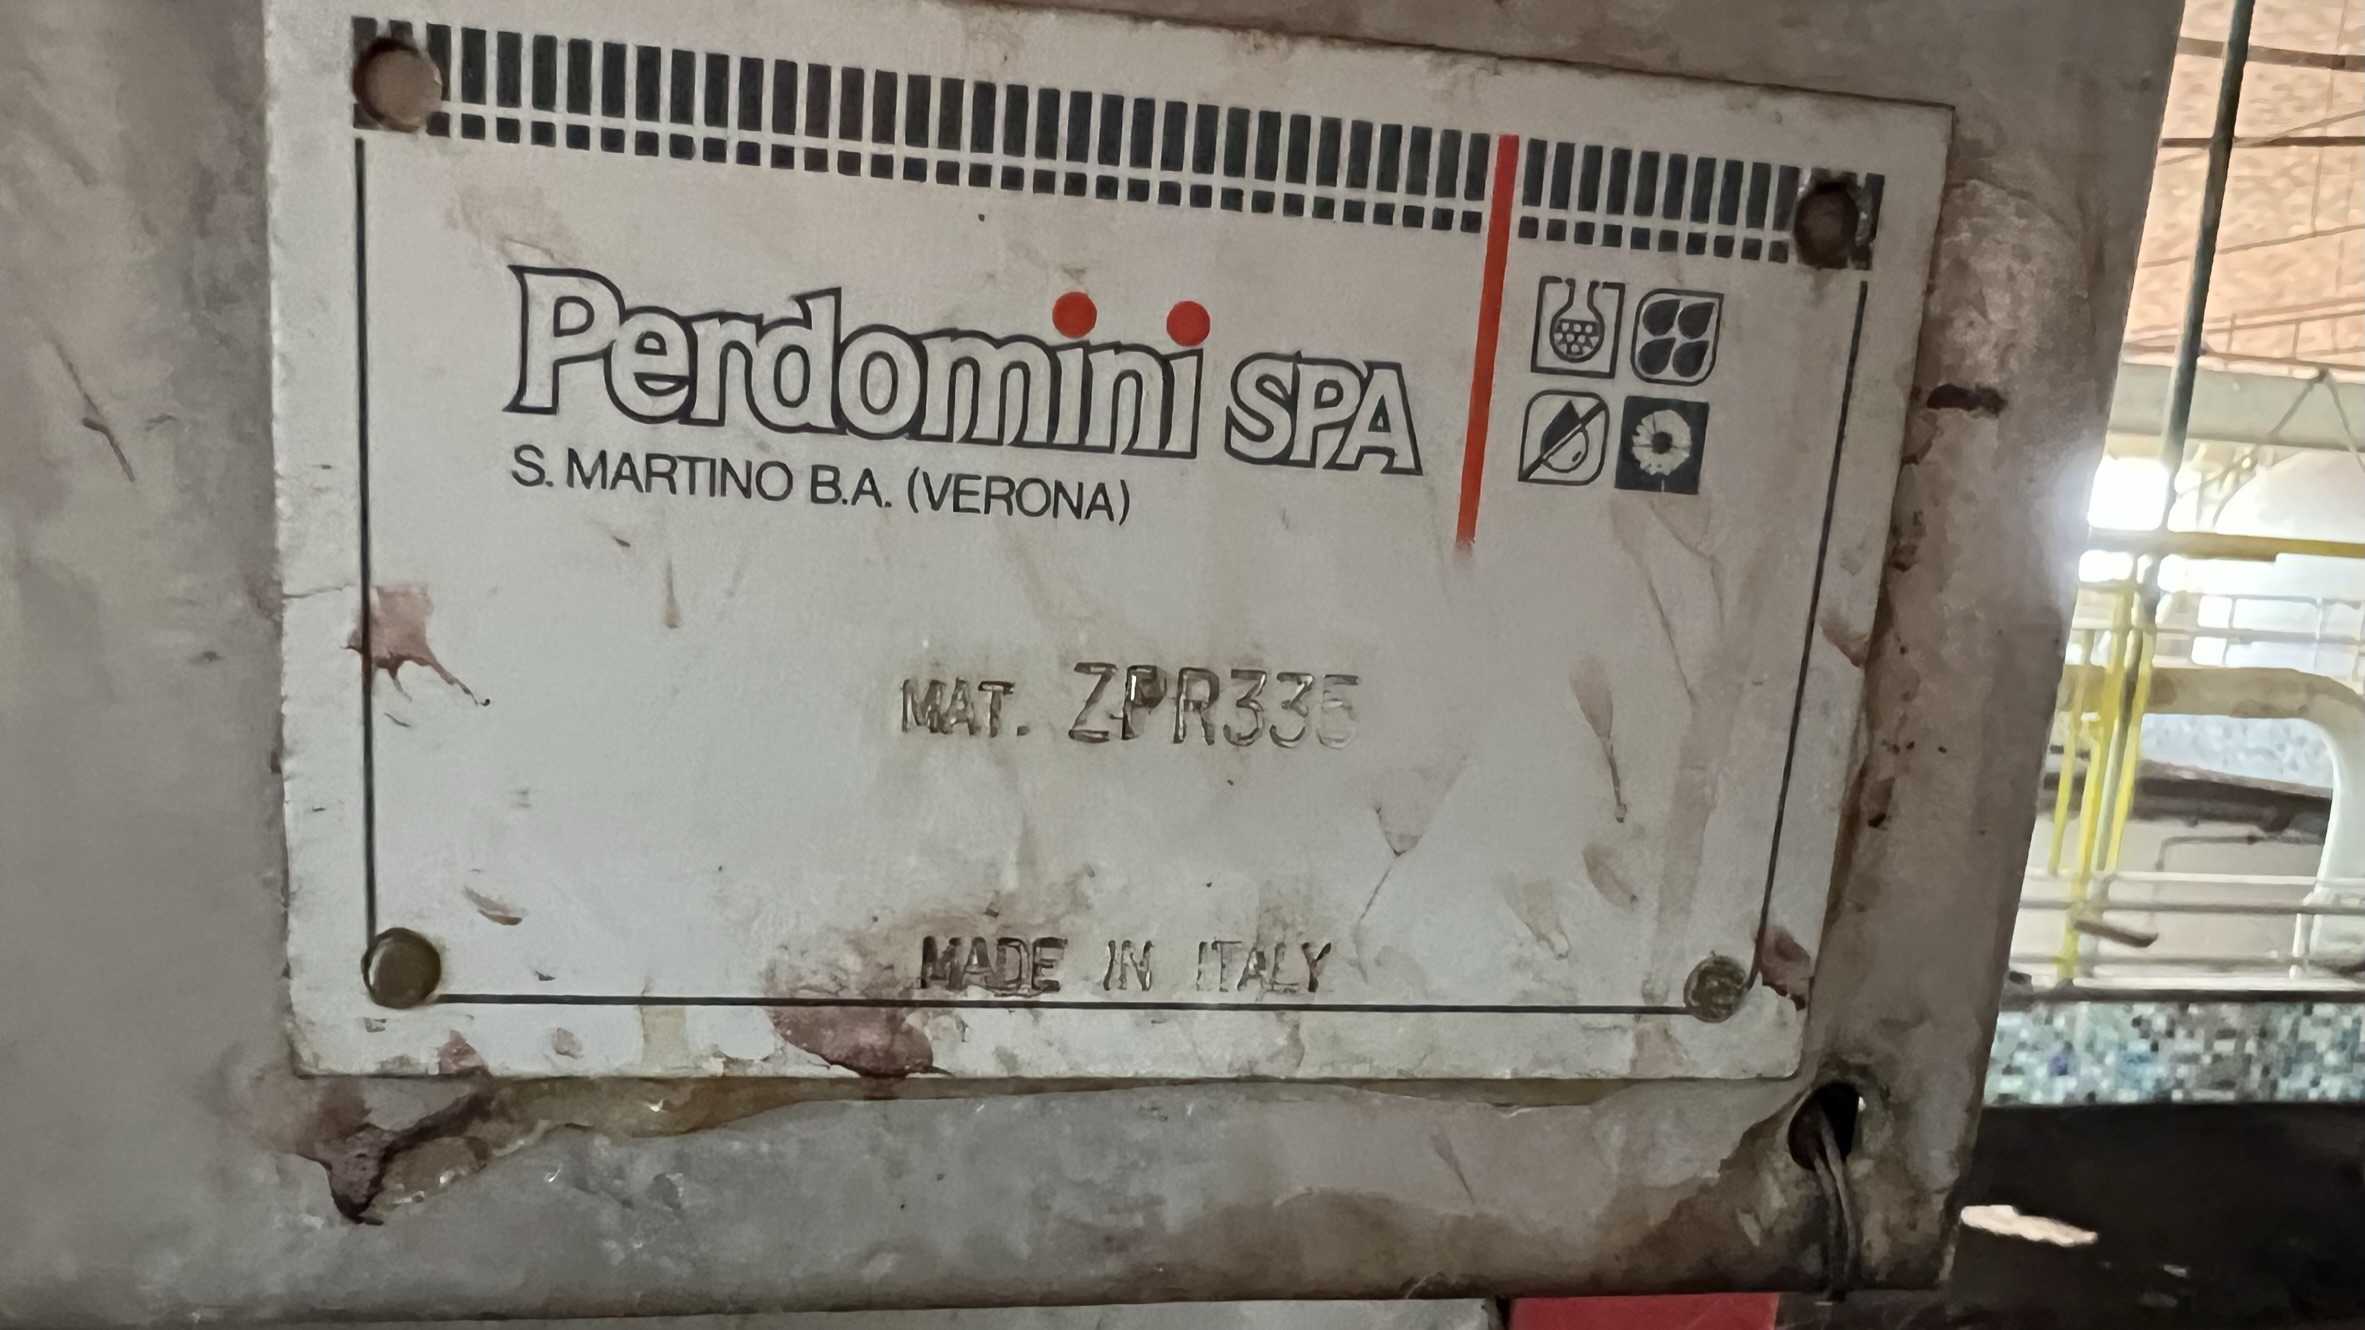 Perdomini SPA
S. MARTINO B.A. (VERONA)
MAT. ZPR335
MADE IN ITALY